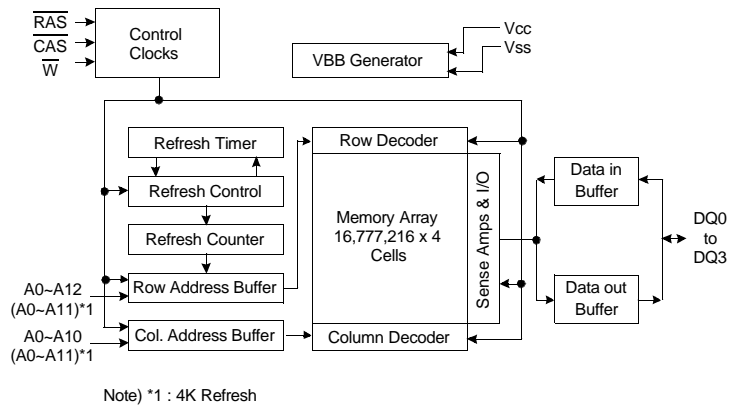 R̅A̅S̅
C̅A̅S̅
W̅
Control
Clocks
VBB Generator
Vcc
Vss
Refresh Timer
Refresh Control
Refresh Counter
Row Address Buffer
Col. Address Buffer
A0~A12
(A0~A11)*1
A0~A10
(A0~A11)*1
Row Decoder
Memory Array
16,777,216 x 4
Cells
Column Decoder
Sense Amps & I/O
Data in
Buffer
Data out
Buffer
DQ0
to
DQ3
Note) *1 : 4K Refresh